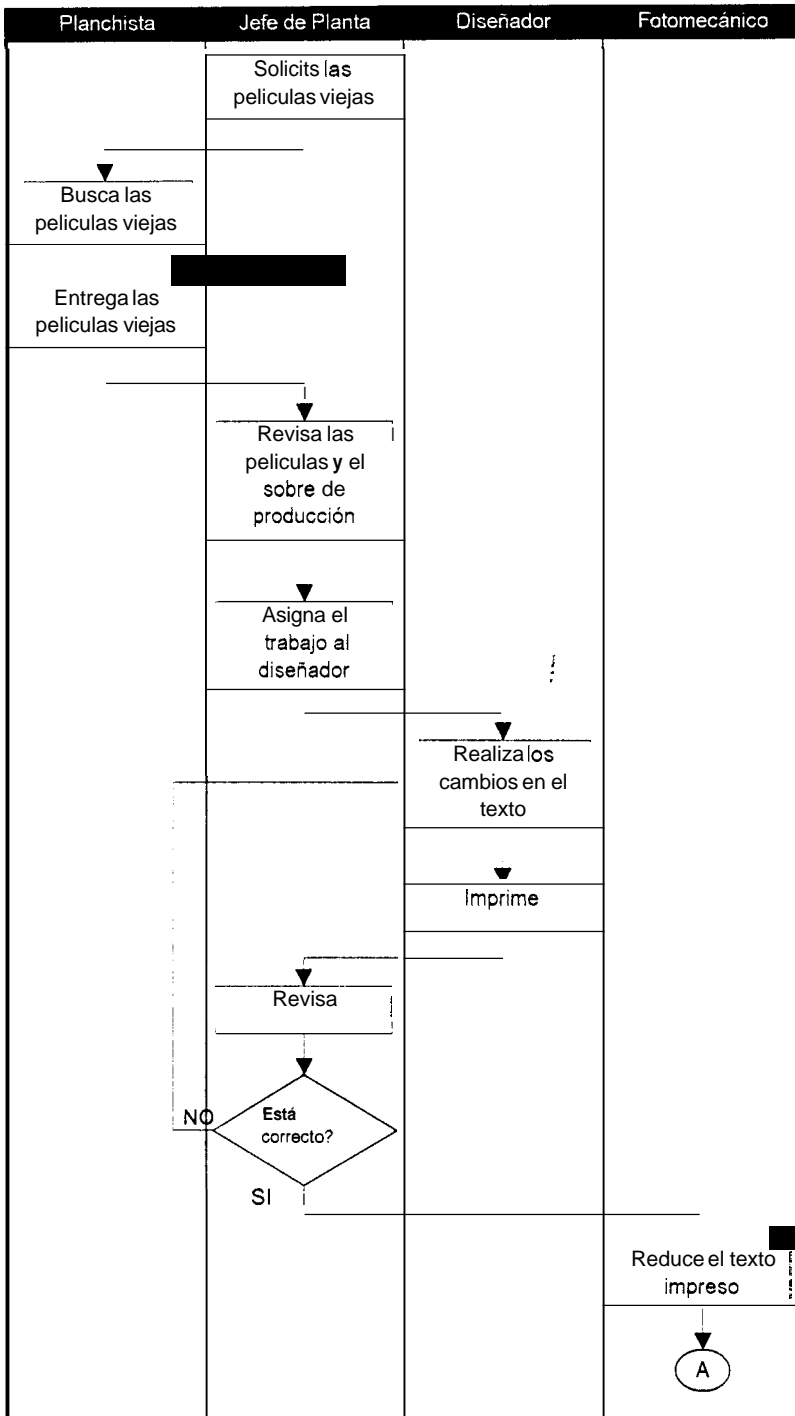 Planchista Jefe de Planta Diseñador Fotomecánico
Solicits las
peliculas viejas
Busca las
peliculas viejas
Entrega las
peliculas viejas
Revisa las
peliculas y el
sobre de
producción
Asigna el
trabajo al
diseñador
Realiza los
cambios en el
texto
Imprime
Revisa
Está
correcto?
NO
SI
Reduce el texto
impreso
A